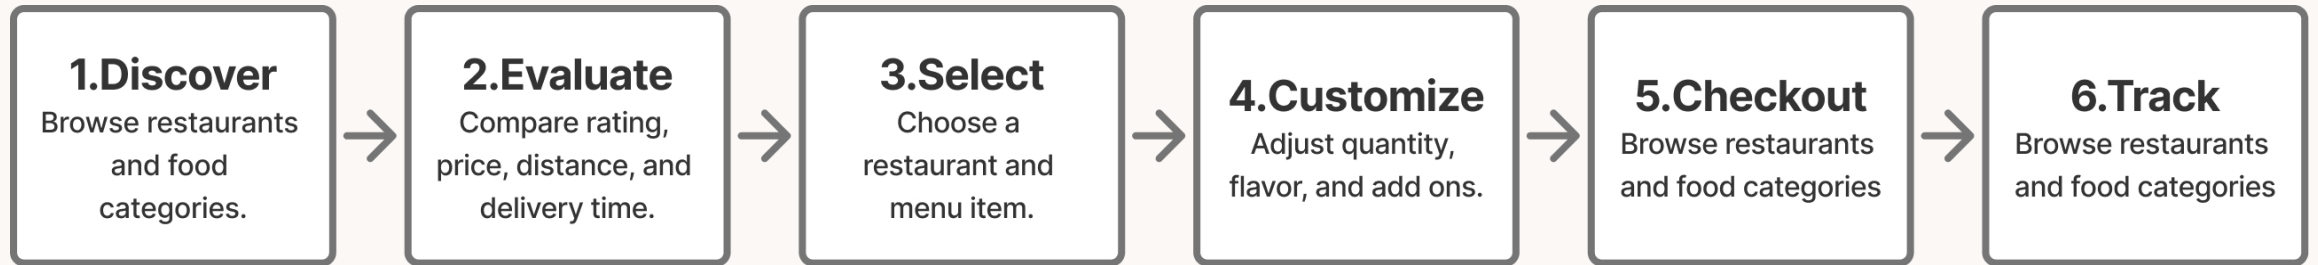 1.Discover
Browse restaurants
and food
categories.
2.Evaluate
Compare rating,
price, distance, and
delivery time.
3.Select
Choose a
restaurant and
menu item.
4.Customize
Adjust quantity,
flavor, and add ons.
5.Checkout
Browse restaurants
and food categories
6.Track
Browse restaurants
and food categories